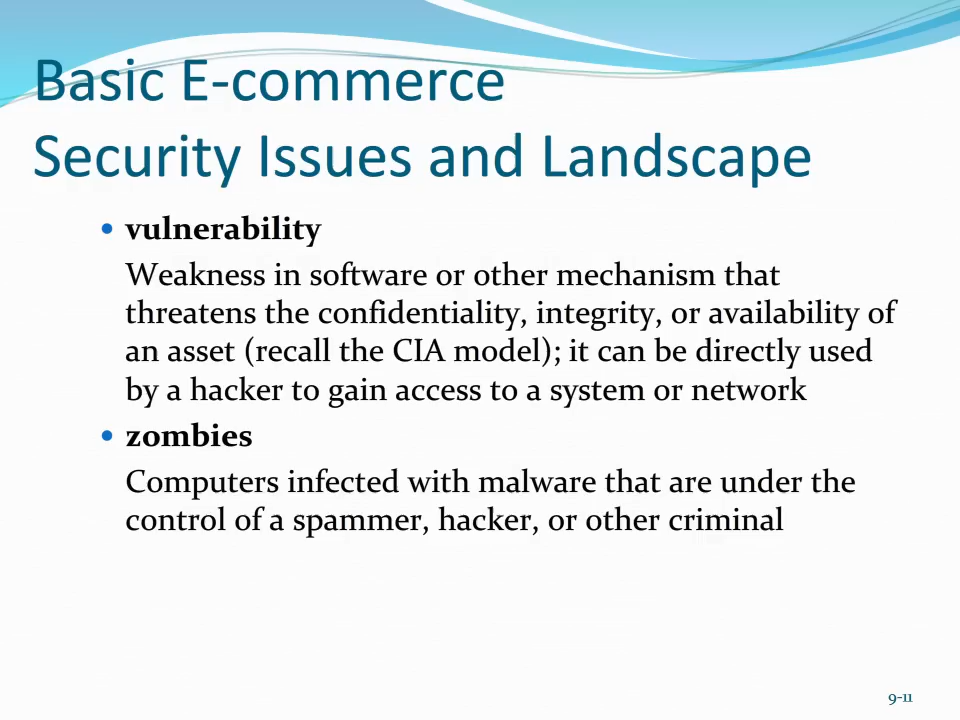 Basic E-commerce
Security Issues and Landscape
• vulnerability
Weakness in software or other mechanism that
threatens the confidentiality, integrity, or availability of
an asset (recall the CIA model); it can be directly used
by a hacker to gain access to a system or network
• zombies
Computers infected with malware that are under the
control of a spammer, hacker, or other criminal
9-11